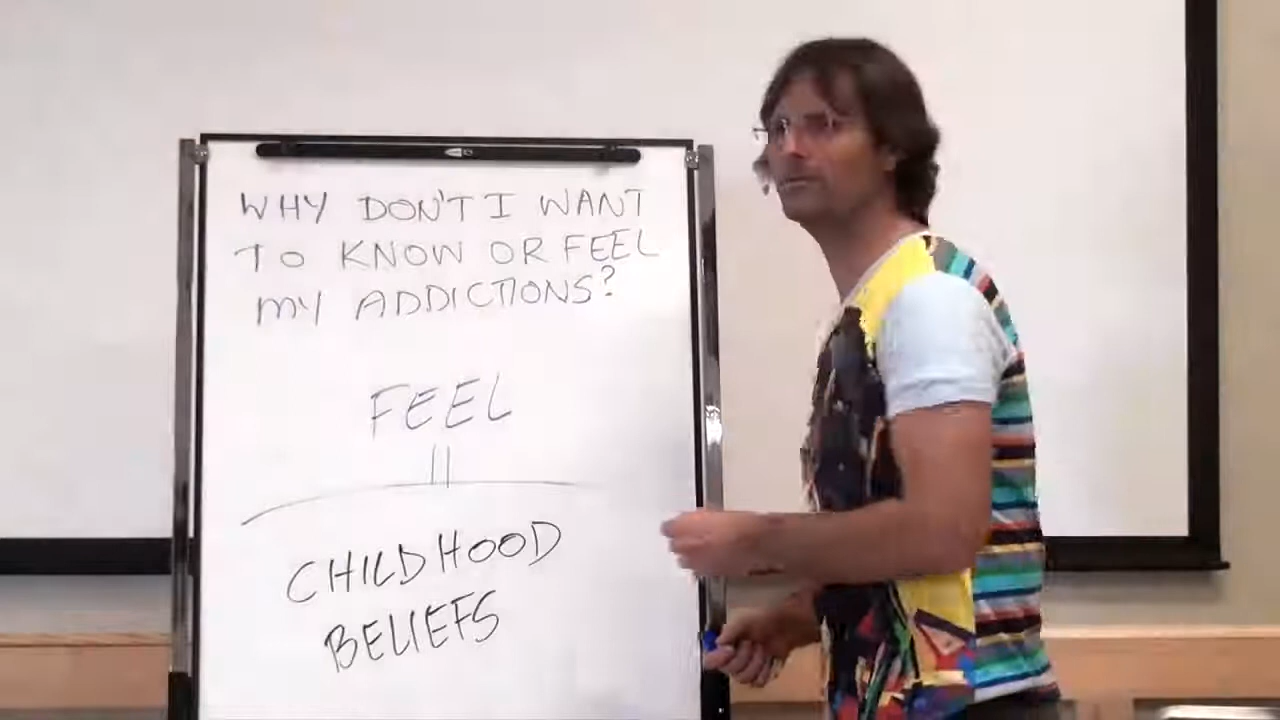 WHY DON'T I WANT
TO KNOW OR FEEL
MY ADDICTIONS?
FEEL
CHILDHOOD
BELIEFS